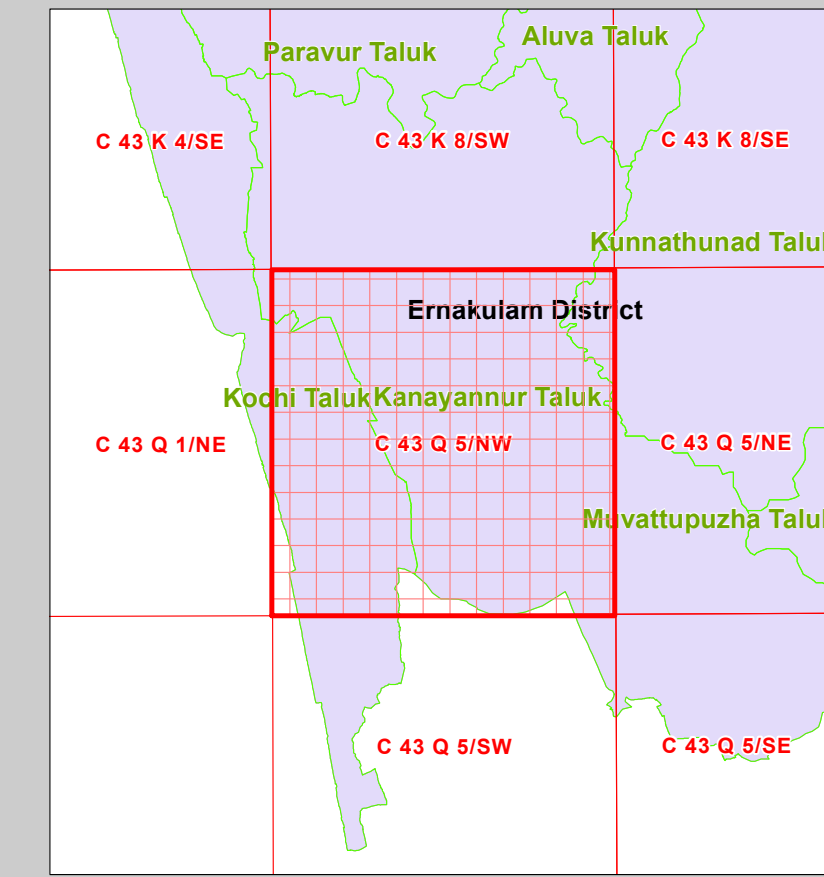 Aluva Taluk
Paravur Taluk
C 43 K 4/SE
C 43 K 8/SW
C 43 K 8/SE
Kunnathunad Taluk
Ernakulam District
Kochi Taluk
Kanayannur Taluk
C 43 Q 1/NE
C 43 Q 5/NW
C 43 Q 5/NE
Muvattupuzha Taluk
C 43 Q 5/SW
C 43 Q 5/SE